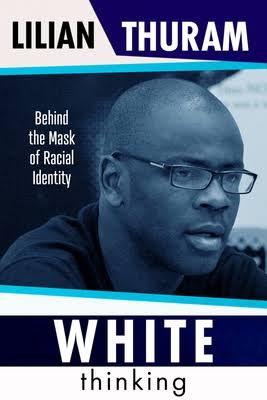 LILIAN THURAM
Behind
the Mask
of Racial
Identity
WHITE
thinking